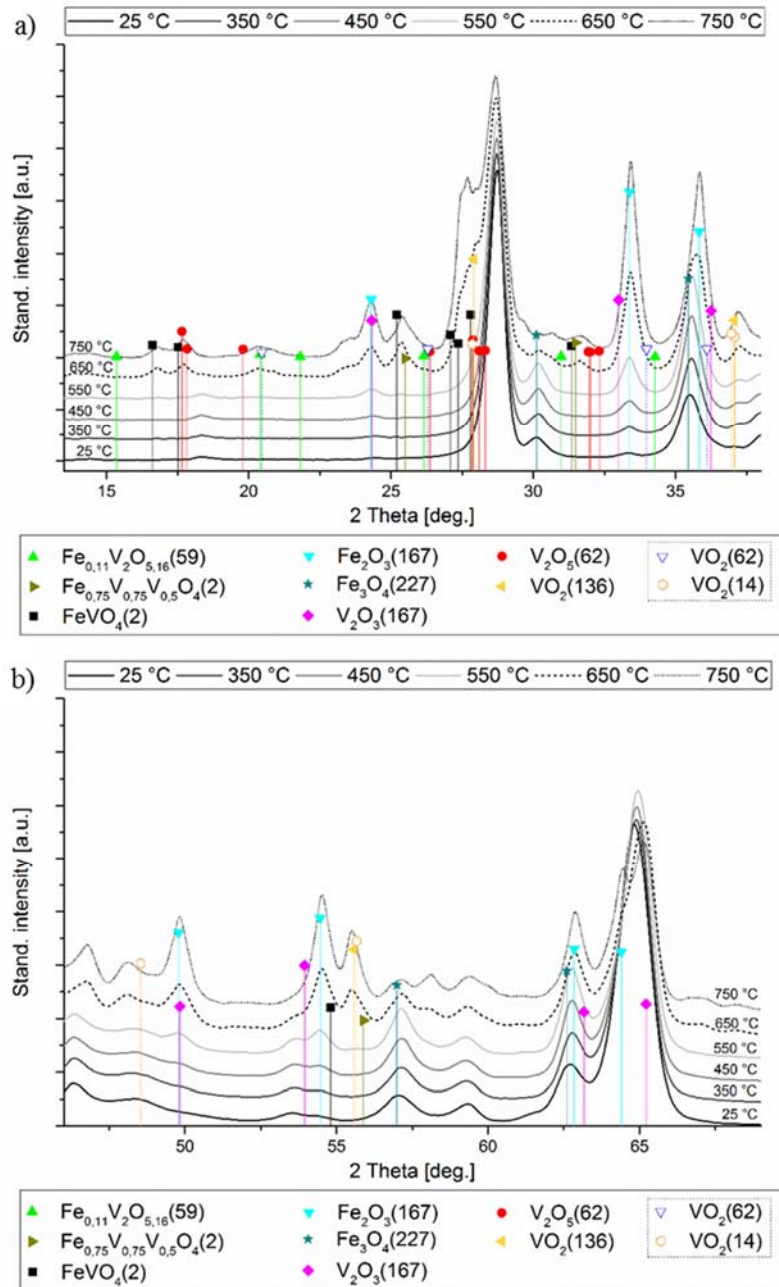 a)
25 °C 350 °C 450 °C 550 °C 650 °C 750 °C
Stand. intensity [a.u.]
750 °C
650 °C
550 °C
450 °C
350 °C
25 °C
15 20 25 30 35
2 Theta [deg.]
Fe0,11V2O5,16(59) Fe2O3(167) V2O5(62) VO2(62)
Fe0,75V0,75V0,5O4(2) Fe3O4(227) VO2(136) VO2(14)
FeVO4(2) V2O3(167)
b)
25 °C 350 °C 450 °C 550 °C 650 °C 750 °C
Stand. intensity [a.u.]
750 °C
650 °C
550 °C
450 °C
350 °C
25 °C
50 55 60 65
2 Theta [deg.]
Fe0,11V2O5,16(59) Fe2O3(167) V2O5(62) VO2(62)
Fe0,75V0,75V0,5O4(2) Fe3O4(227) VO2(136) VO2(14)
FeVO4(2) V2O3(167)